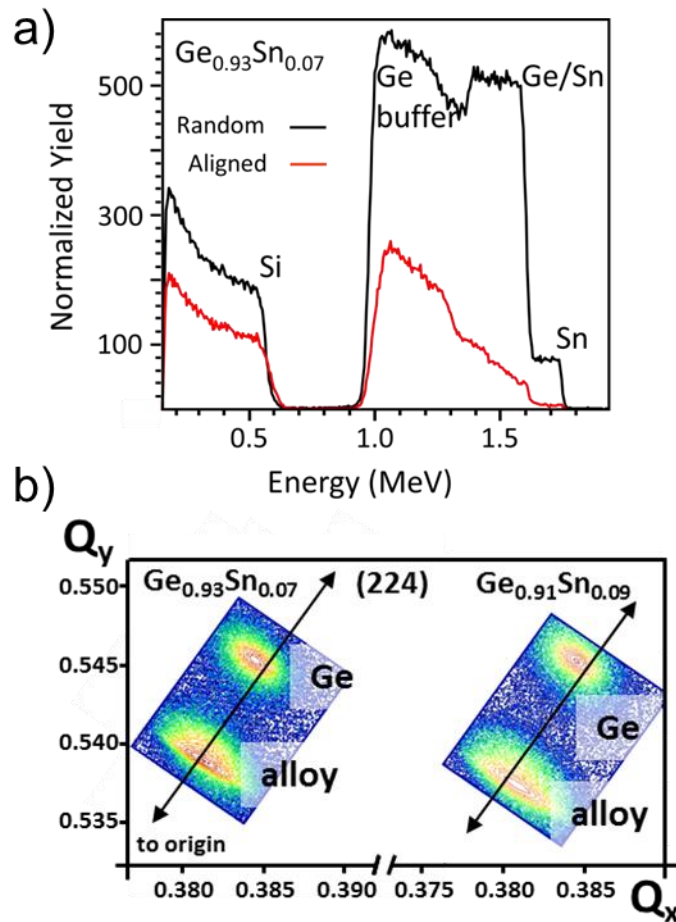 a)
Ge0.93Sn0.07
Random
Aligned
Ge
buffer
Ge/Sn
Si
Sn
500
300
100
Normalized Yield
0.5
1.0
1.5
Energy (MeV)
b)
Qy
Ge0.93Sn0.07
(224)
Ge0.91Sn0.09
0.550
0.545
0.540
0.535
Ge
alloy
to origin
Ge
alloy
0.380
0.385
0.390
0.375
0.380
0.385
Qx